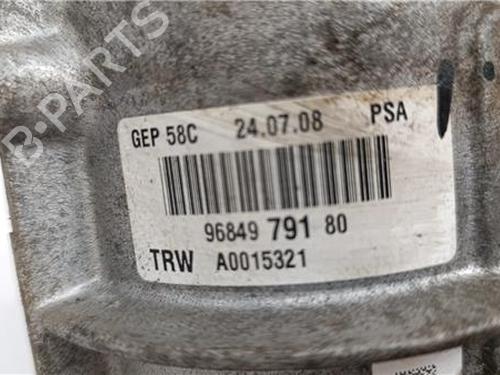 B-PARTS
GEP 58C 24.07.08 PSA
96849 791 80
TRW A0015321